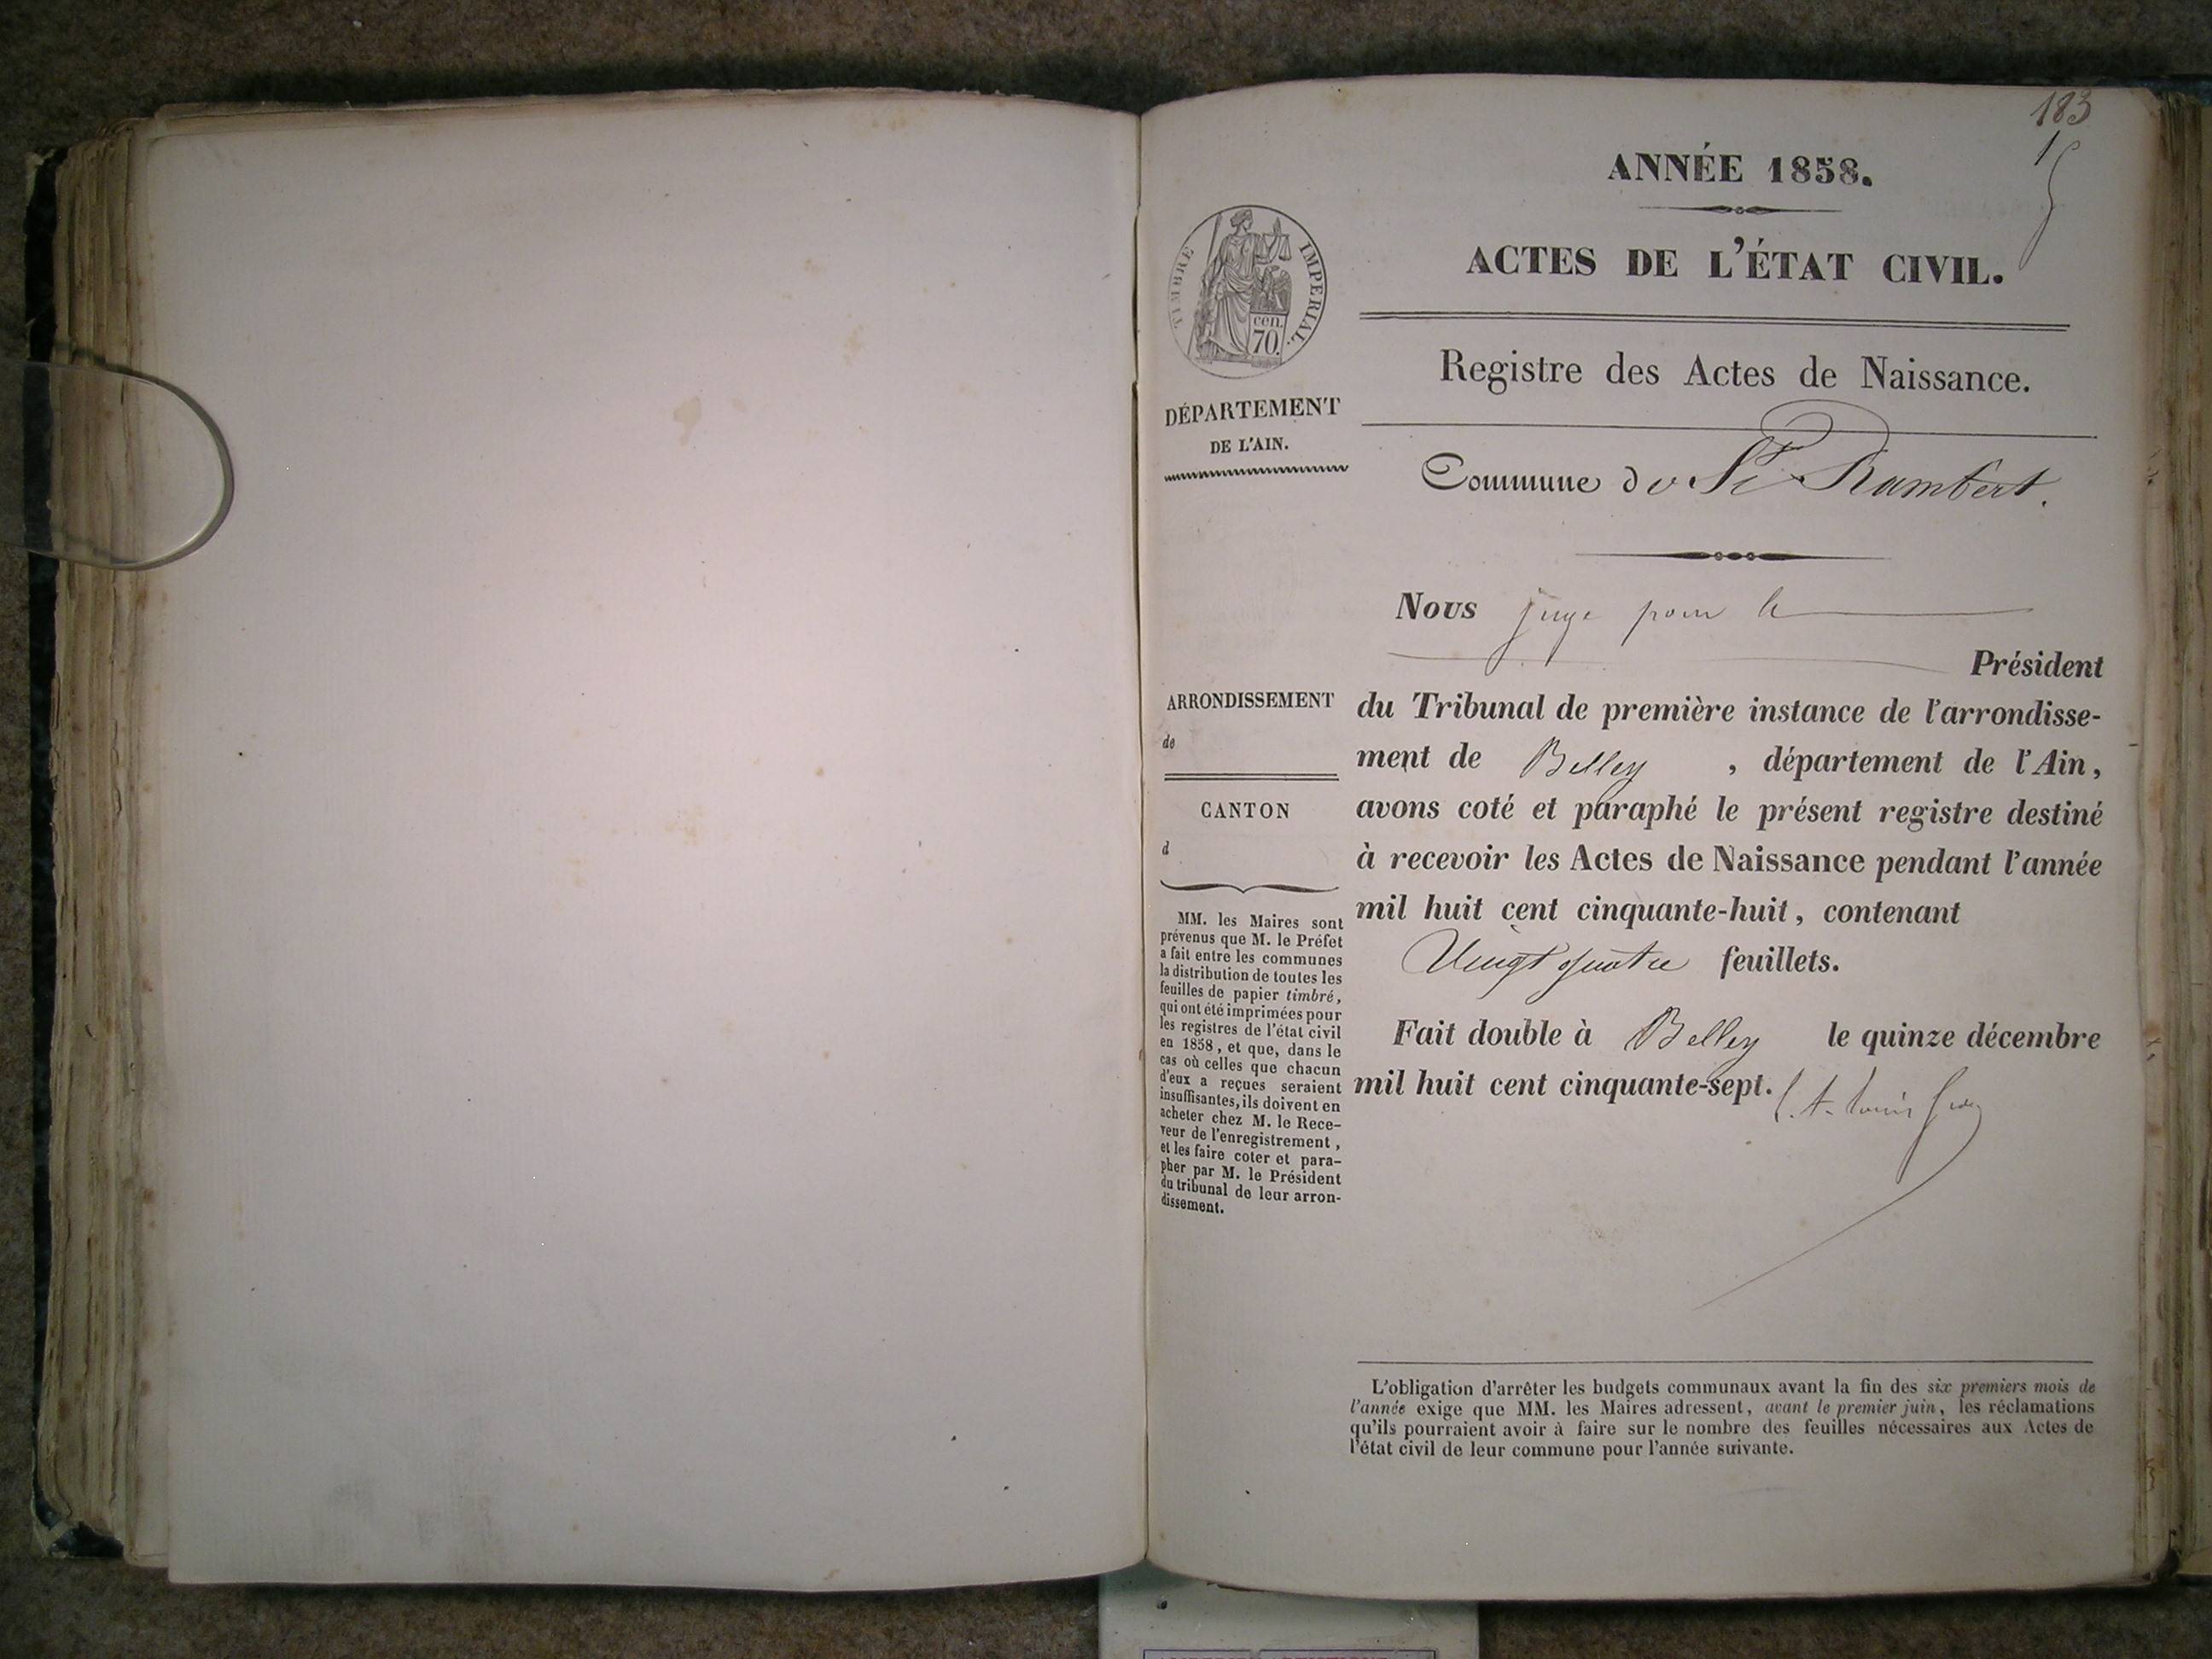 183
1
ANNÉE 1858.
ACTES DE L'ÉTAT CIVIL.
TIMBRE IMPERIAL.
cen.
70.
Registre des Actes de Naissance.
DÉPARTEMENT
DE L'AIN.
Commune de St Rambert.
Nous juge pour le
Président
du Tribunal de première instance de l'arrondisse-
ment de Belley , département de l'Ain,
avons coté et paraphé le présent registre destiné
à recevoir les Actes de Naissance pendant l'année
mil huit cent cinquante-huit, contenant
Vingt quatre feuillets.
Fait double à Belley le quinze décembre
mil huit cent cinquante-sept.
ARRONDISSEMENT
de
CANTON
d
MM. les Maires sont
prévenus que M. le Préfet
a fait entre les communes
la distribution de toutes les
feuilles de papier timbré,
qui ont été imprimées pour
les registres de l'état civil
en 1858, et que, dans le
cas où celles que chacun
d'eux a reçues seraient
insuffisantes, ils doivent en
acheter chez M. le Rece-
veur de l'enregistrement,
et les faire coter et para-
pher par M. le Président
du tribunal de leur arron-
dissement.
L'obligation d'arrêter les budgets communaux avant la fin des six premiers mois de
l'année exige que MM. les Maires adressent, avant le premier juin, les réclamations
qu'ils pourraient avoir à faire sur le nombre des feuilles nécessaires aux Actes de
l'état civil de leur commune pour l'année suivante.